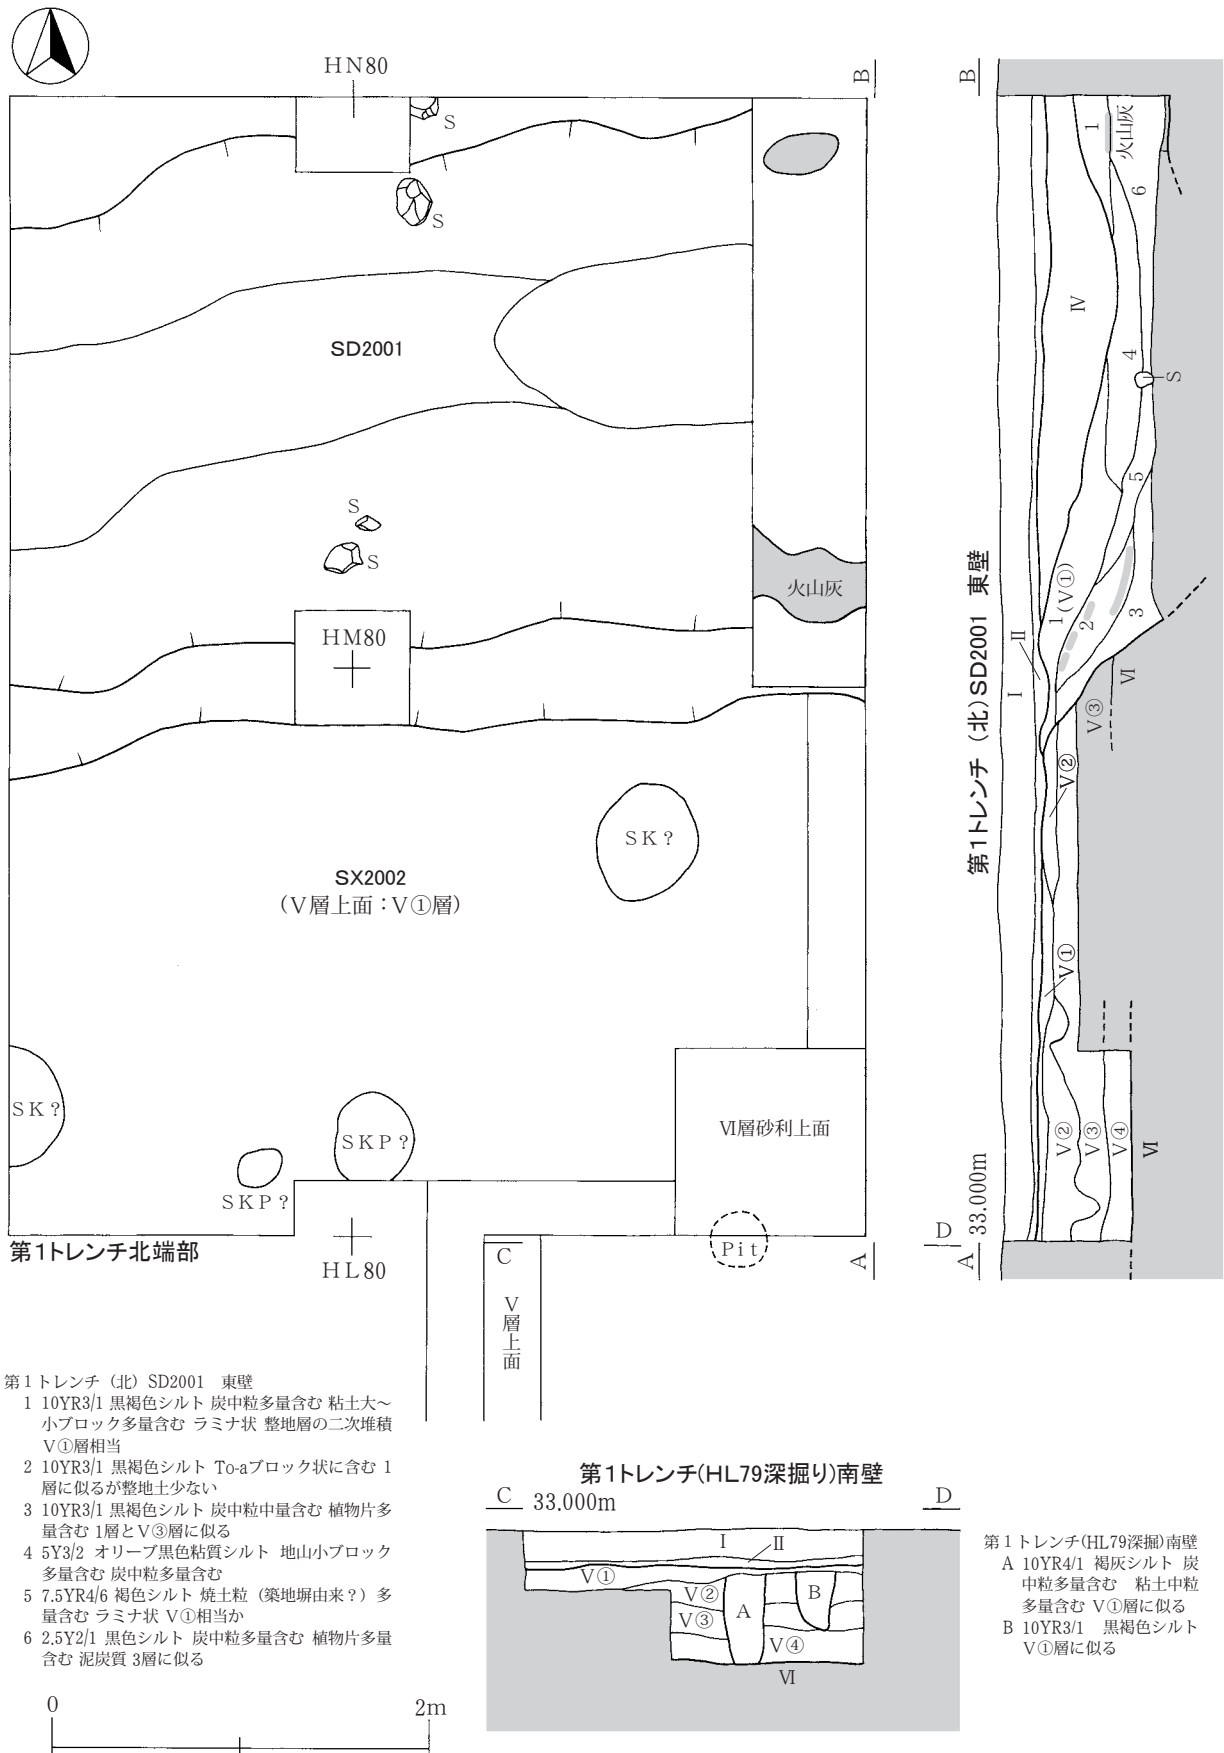 HN80
B
B
S
S
1
火山灰
6
SD2001
Ⅳ
4
S
5
S
S
火山灰
第1トレンチ（北）SD2001 東壁
HM80
1(Ⅴ①)
2
3
Ⅱ
Ⅰ
Ⅵ
Ⅴ③
Ⅴ②
SK？
SX2002
（Ⅴ層上面：Ⅴ①層）
Ⅴ①
SK？
SKP？
SKP？
Ⅵ層砂利上面
Ⅴ②
Ⅴ③
Ⅴ④
Ⅵ
33.000m
D
第1トレンチ北端部
HL80
C
Pit
A
A
Ⅴ層上面
第1トレンチ（北）SD2001 東壁
1 10YR3/1 黒褐色シルト 炭中粒多量含む 粘土大～
小ブロック多量含む ラミナ状 整地層の二次堆積
Ⅴ①層相当
2 10YR3/1 黒褐色シルト To-aブロック状に含む 1
層に似るが整地土少ない
3 10YR3/1 黒褐色シルト 炭中粒中量含む 植物片多
量含む 1層とⅤ③層に似る
4 5Y3/2 オリーブ黒色粘質シルト 地山小ブロック
多量含む 炭中粒多量含む
5 7.5YR4/6 褐色シルト 焼土粒（築地塀由来？）多
量含む ラミナ状 Ⅴ①相当か
6 2.5Y2/1 黒色シルト 炭中粒多量含む 植物片多量
含む 泥炭質 3層に似る
0 2m
第1トレンチ(HL79深掘り)南壁
C 33.000m D
Ⅰ
Ⅱ
Ⅴ①
Ⅴ②
A
B
Ⅴ③
Ⅴ④
Ⅵ
第1トレンチ(HL79深掘)南壁
A 10YR4/1 褐灰シルト 炭
中粒多量含む 粘土中粒
多量含む Ⅴ①層に似る
B 10YR3/1 黒褐色シルト
Ⅴ①層に似る